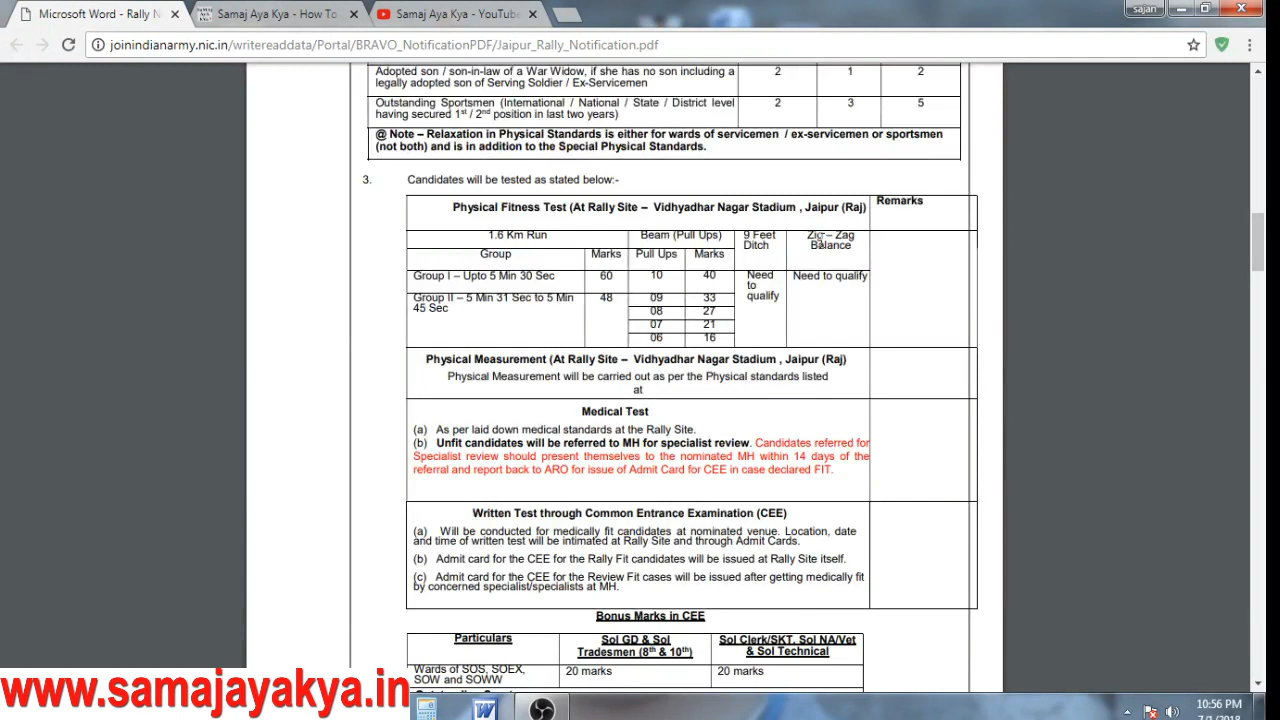 Microsoft Word - Rally N
Samaj Aya Kya - How To
Samaj Aya Kya - YouTube
sajan
joinindianarmy.nic.in/writereaddata/Portal/BRAVO_NotificationPDF/Jaipur_Rally_Notification.pdf
Adopted son / son-in-law of a War Widow, if she has no son including a
legally adopted son of Serving Soldier / Ex-Servicemen
2 1 2
Outstanding Sportsmen (International / National / State / District level
having secured 1st / 2nd position in last two years)
2 3 5
@ Note – Relaxation in Physical Standards is either for wards of servicemen / ex-servicemen or sportsmen
(not both) and is in addition to the Special Physical Standards.
3. Candidates will be tested as stated below:-
Physical Fitness Test (At Rally Site – Vidhyadhar Nagar Stadium , Jaipur (Raj)
Remarks
1.6 Km Run
Beam (Pull Ups)
9 Feet
Ditch
Zig – Zag
Balance
Group Marks Pull Ups Marks
Group I – Upto 5 Min 30 Sec 60 10 40
Need
to
qualify
Need to qualify
Group II – 5 Min 31 Sec to 5 Min
45 Sec
48 09 33
08 27
07 21
06 16
Physical Measurement (At Rally Site – Vidhyadhar Nagar Stadium , Jaipur (Raj)
Physical Measurement will be carried out as per the Physical standards listed
at
Medical Test
(a) As per laid down medical standards at the Rally Site.
(b) Unfit candidates will be referred to MH for specialist review. Candidates referred for
Specialist review should present themselves to the nominated MH within 14 days of the
referral and report back to ARO for issue of Admit Card for CEE in case declared FIT.
Written Test through Common Entrance Examination (CEE)
(a) Will be conducted for medically fit candidates at nominated venue. Location, date
and time of written test will be intimated at Rally Site and through Admit Cards.
(b) Admit card for the CEE for the Rally Fit candidates will be issued at Rally Site itself.
(c) Admit card for the CEE for the Review Fit cases will be issued after getting medically fit
by concerned specialist/specialists at MH.
Bonus Marks in CEE
Particulars
Sol GD & Sol
Tradesmen (8th & 10th)
Sol Clerk/SKT, Sol NA/Vet
& Sol Technical
Wards of SOS, SOEX,
SOW and SOWW
20 marks 20 marks
www.samajayakya.in
10:56 PM